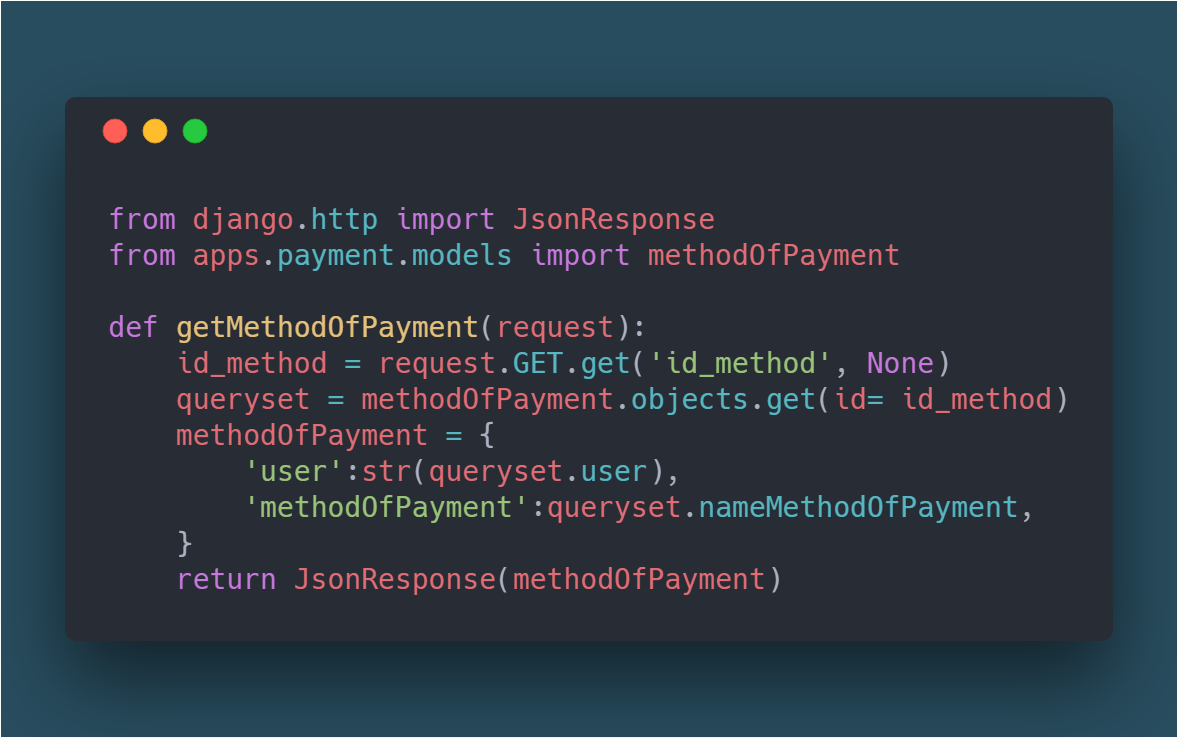 from django.http import JsonResponse
from apps.payment.models import methodOfPayment

def getMethodOfPayment(request):
    id_method = request.GET.get('id_method', None)
    queryset = methodOfPayment.objects.get(id= id_method)
    methodOfPayment = {
        'user':str(queryset.user),
        'methodOfPayment':queryset.nameMethodOfPayment,
    }
    return JsonResponse(methodOfPayment)